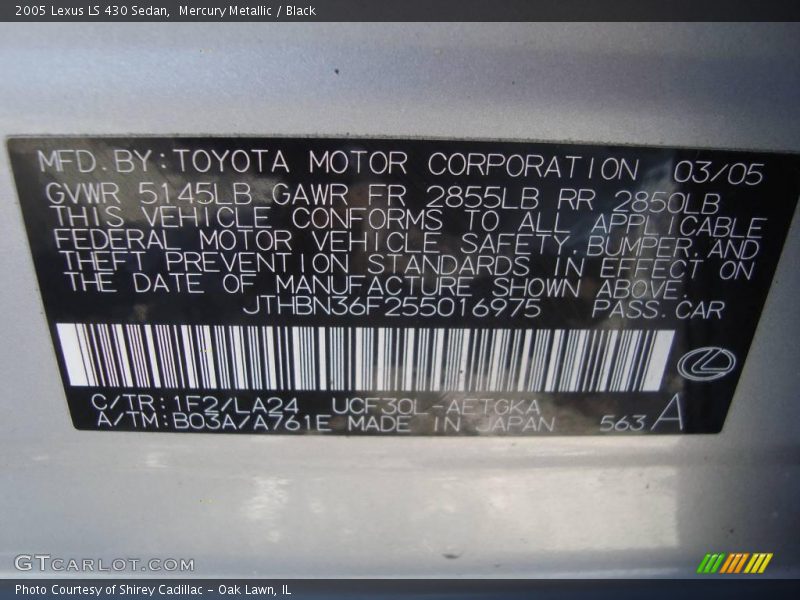 2005 Lexus LS 430 Sedan,  Mercury Metallic / Black
MFD. BY: TOYOTA MOTOR CORPORATION 03/05
GVWR 5145LB GAWR FR 2855LB RR 2850LB
THIS VEHICLE CONFORMS TO ALL APPLICABLE
FEDERAL MOTOR VEHICLE SAFETY, BUMPER, AND
THEFT PREVENTION STANDARDS IN EFFECT ON
THE DATE OF MANUFACTURE SHOWN ABOVE.
JTHBN36F255016975 PASS. CAR
C/TR: 1F2/LA24 UCF30L-AETGKA
A/TM: B03A/A761E MADE IN JAPAN 563 A
GTCARLOT.COM
Photo Courtesy of Shirey Cadillac - Oak Lawn, IL